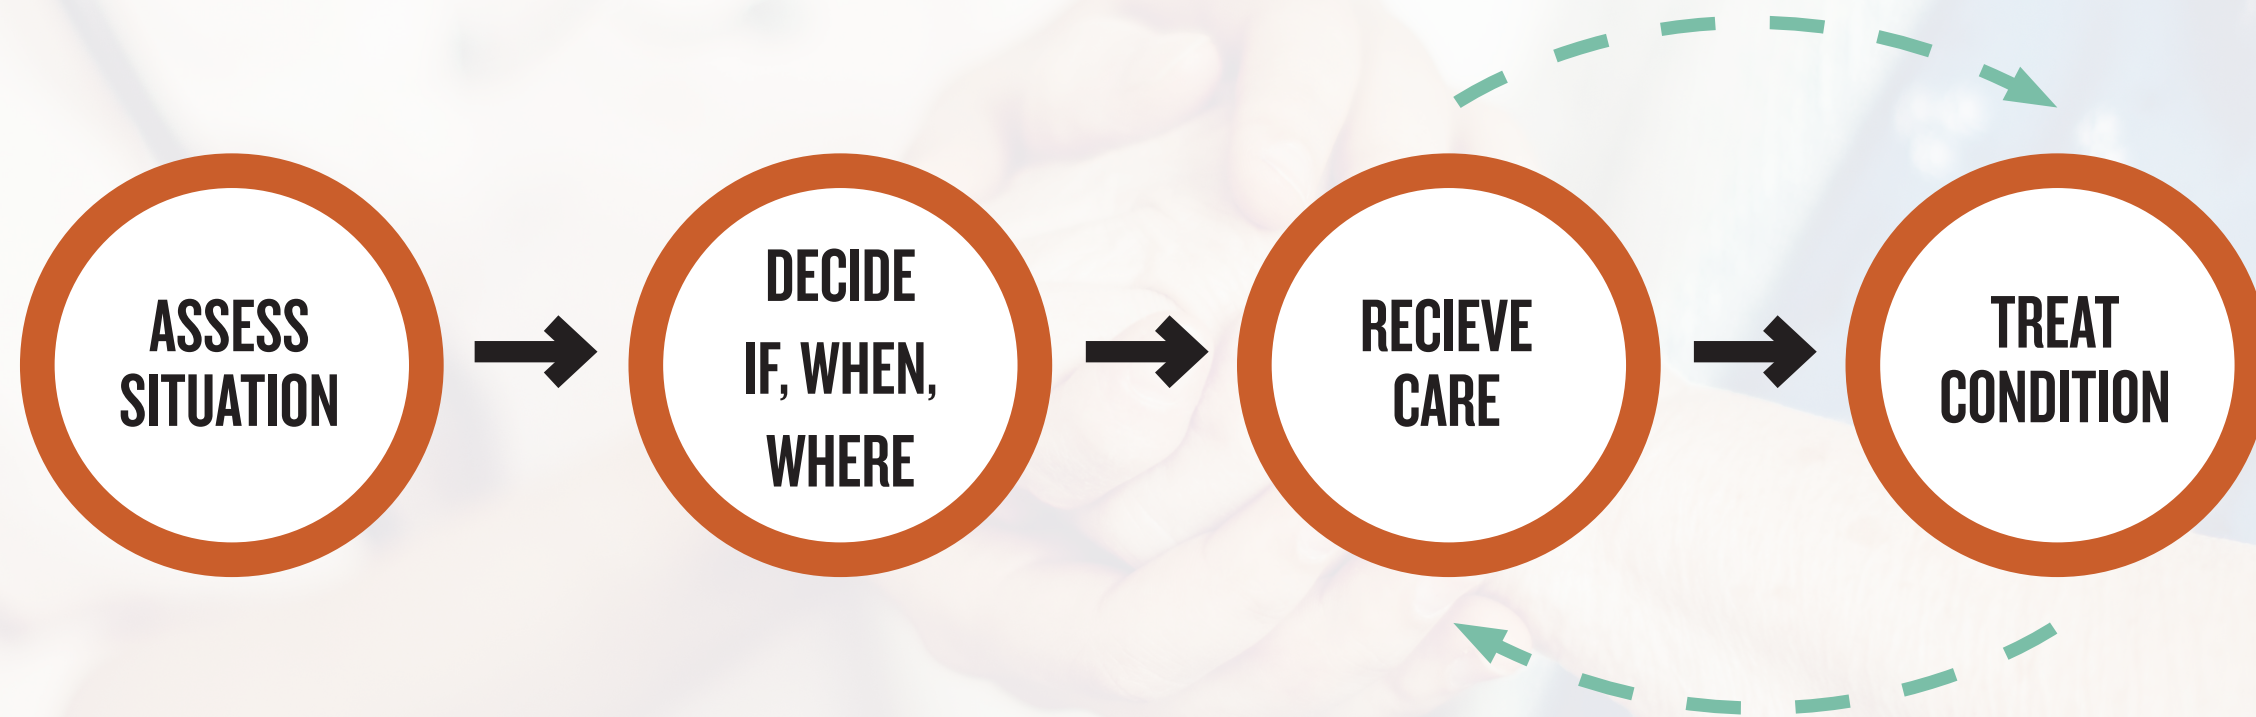 ASSESS
SITUATION
DECIDE
IF, WHEN,
WHERE
RECIEVE
CARE
TREAT
CONDITION